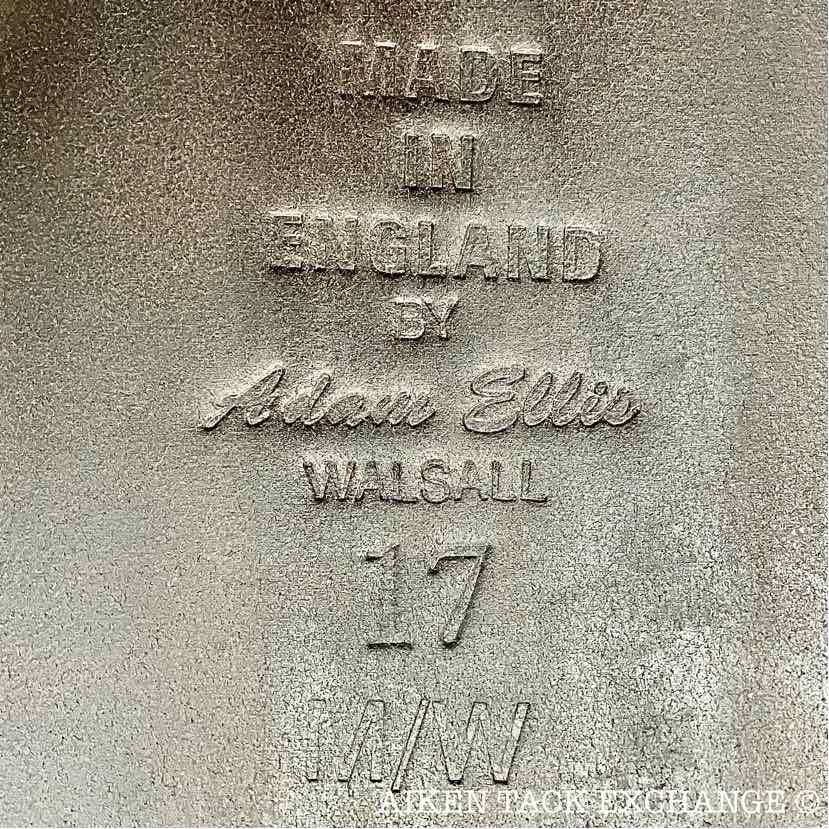 MADE
IN
ENGLAND
BY
Adam Ellis
WALSALL
17
M/W
AIKEN TACK EXCHANGE ©